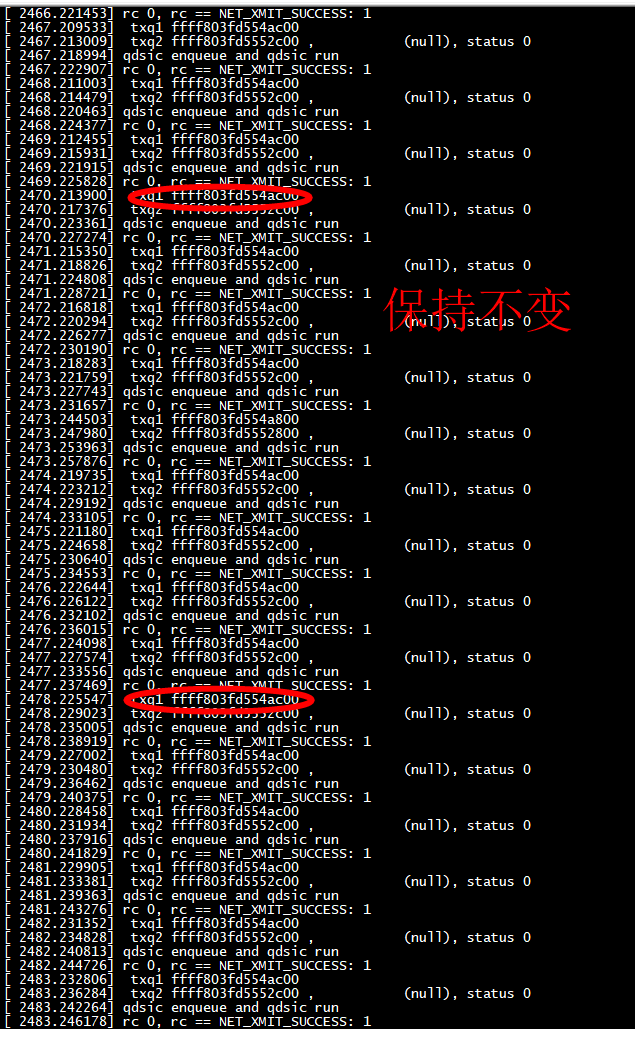 [ 2466.221453] rc 0, rc == NET_XMIT_SUCCESS: 1
[ 2467.209533]  txq1 ffff803fd554ac00
[ 2467.213009]  txq2 ffff803fd5552c00 ,           (null), status 0
[ 2467.218994] qdsic enqueue and qdsic run
[ 2467.222907] rc 0, rc == NET_XMIT_SUCCESS: 1
[ 2468.211003]  txq1 ffff803fd554ac00
[ 2468.214479]  txq2 ffff803fd5552c00 ,           (null), status 0
[ 2468.220463] qdsic enqueue and qdsic run
[ 2468.224377] rc 0, rc == NET_XMIT_SUCCESS: 1
[ 2469.212455]  txq1 ffff803fd554ac00
[ 2469.215931]  txq2 ffff803fd5552c00 ,           (null), status 0
[ 2469.221915] qdsic enqueue and qdsic run
[ 2469.225828] rc 0, rc == NET_XMIT_SUCCESS: 1
[ 2470.213900]  txq1 ffff803fd554ac00
[ 2470.217376]  txq2 ffff803fd5552c00 ,           (null), status 0
[ 2470.223361] qdsic enqueue and qdsic run
[ 2470.227274] rc 0, rc == NET_XMIT_SUCCESS: 1
[ 2471.215350]  txq1 ffff803fd554ac00
[ 2471.218826]  txq2 ffff803fd5552c00 ,           (null), status 0
[ 2471.224808] qdsic enqueue and qdsic run
[ 2471.228721] rc 0, rc == NET_XMIT_SUCCESS: 1
保持不变
[ 2472.216818]  txq1 ffff803fd554ac00
[ 2472.220294]  txq2 ffff803fd5552c00 ,           (null), status 0
[ 2472.226277] qdsic enqueue and qdsic run
[ 2472.230190] rc 0, rc == NET_XMIT_SUCCESS: 1
[ 2473.218283]  txq1 ffff803fd554ac00
[ 2473.221759]  txq2 ffff803fd5552c00 ,           (null), status 0
[ 2473.227743] qdsic enqueue and qdsic run
[ 2473.231657] rc 0, rc == NET_XMIT_SUCCESS: 1
[ 2473.244503]  txq1 ffff803fd554a800
[ 2473.247980]  txq2 ffff803fd5552800 ,           (null), status 0
[ 2473.253963] qdsic enqueue and qdsic run
[ 2473.257876] rc 0, rc == NET_XMIT_SUCCESS: 1
[ 2474.219735]  txq1 ffff803fd554ac00
[ 2474.223212]  txq2 ffff803fd5552c00 ,           (null), status 0
[ 2474.229192] qdsic enqueue and qdsic run
[ 2474.233105] rc 0, rc == NET_XMIT_SUCCESS: 1
[ 2475.221180]  txq1 ffff803fd554ac00
[ 2475.224658]  txq2 ffff803fd5552c00 ,           (null), status 0
[ 2475.230640] qdsic enqueue and qdsic run
[ 2475.234553] rc 0, rc == NET_XMIT_SUCCESS: 1
[ 2476.222644]  txq1 ffff803fd554ac00
[ 2476.226122]  txq2 ffff803fd5552c00 ,           (null), status 0
[ 2476.232102] qdsic enqueue and qdsic run
[ 2476.236015] rc 0, rc == NET_XMIT_SUCCESS: 1
[ 2477.224098]  txq1 ffff803fd554ac00
[ 2477.227574]  txq2 ffff803fd5552c00 ,           (null), status 0
[ 2477.233556] qdsic enqueue and qdsic run
[ 2477.237469] rc 0, rc == NET_XMIT_SUCCESS: 1
[ 2478.225547]  txq1 ffff803fd554ac00
[ 2478.229023]  txq2 ffff803fd5552c00 ,           (null), status 0
[ 2478.235005] qdsic enqueue and qdsic run
[ 2478.238919] rc 0, rc == NET_XMIT_SUCCESS: 1
[ 2479.227002]  txq1 ffff803fd554ac00
[ 2479.230480]  txq2 ffff803fd5552c00 ,           (null), status 0
[ 2479.236462] qdsic enqueue and qdsic run
[ 2479.240375] rc 0, rc == NET_XMIT_SUCCESS: 1
[ 2480.228458]  txq1 ffff803fd554ac00
[ 2480.231934]  txq2 ffff803fd5552c00 ,           (null), status 0
[ 2480.237916] qdsic enqueue and qdsic run
[ 2480.241829] rc 0, rc == NET_XMIT_SUCCESS: 1
[ 2481.229905]  txq1 ffff803fd554ac00
[ 2481.233381]  txq2 ffff803fd5552c00 ,           (null), status 0
[ 2481.239363] qdsic enqueue and qdsic run
[ 2481.243276] rc 0, rc == NET_XMIT_SUCCESS: 1
[ 2482.231352]  txq1 ffff803fd554ac00
[ 2482.234828]  txq2 ffff803fd5552c00 ,           (null), status 0
[ 2482.240813] qdsic enqueue and qdsic run
[ 2482.244726] rc 0, rc == NET_XMIT_SUCCESS: 1
[ 2483.232806]  txq1 ffff803fd554ac00
[ 2483.236284]  txq2 ffff803fd5552c00 ,           (null), status 0
[ 2483.242264] qdsic enqueue and qdsic run
[ 2483.246178] rc 0, rc == NET_XMIT_SUCCESS: 1